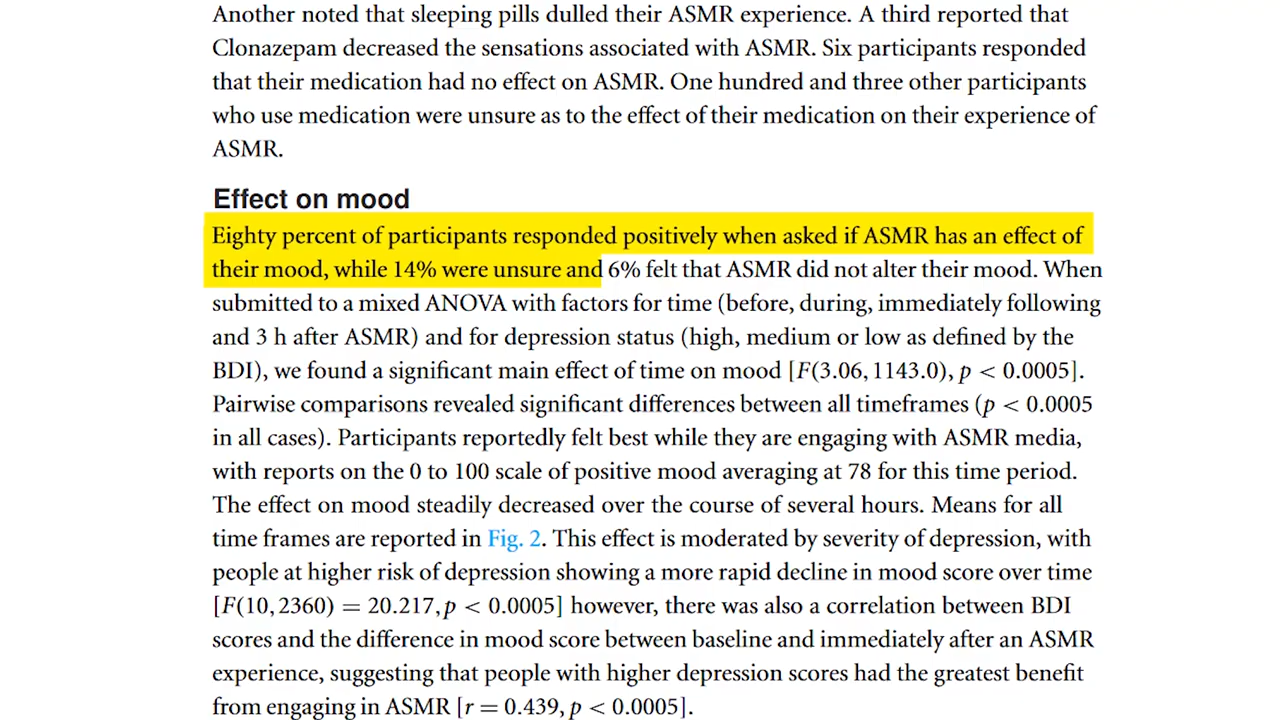 Another noted that sleeping pills dulled their ASMR experience. A third reported that
Clonazepam decreased the sensations associated with ASMR. Six participants responded
that their medication had no effect on ASMR. One hundred and three other participants
who use medication were unsure as to the effect of their medication on their experience of
ASMR.
Effect on mood
Eighty percent of participants responded positively when asked if ASMR has an effect of
their mood, while 14% were unsure and 6% felt that ASMR did not alter their mood. When
submitted to a mixed ANOVA with factors for time (before, during, immediately following
and 3 h after ASMR) and for depression status (high, medium or low as defined by the
BDI), we found a significant main effect of time on mood [F(3.06, 1143.0), p < 0.0005].
Pairwise comparisons revealed significant differences between all timeframes (p < 0.0005
in all cases). Participants reportedly felt best while they are engaging with ASMR media,
with reports on the 0 to 100 scale of positive mood averaging at 78 for this time period.
The effect on mood steadily decreased over the course of several hours. Means for all
time frames are reported in Fig. 2. This effect is moderated by severity of depression, with
people at higher risk of depression showing a more rapid decline in mood score over time
[F(10, 2360) = 20.217, p < 0.0005] however, there was also a correlation between BDI
scores and the difference in mood score between baseline and immediately after an ASMR
experience, suggesting that people with higher depression scores had the greatest benefit
from engaging in ASMR [r = 0.439, p < 0.0005].